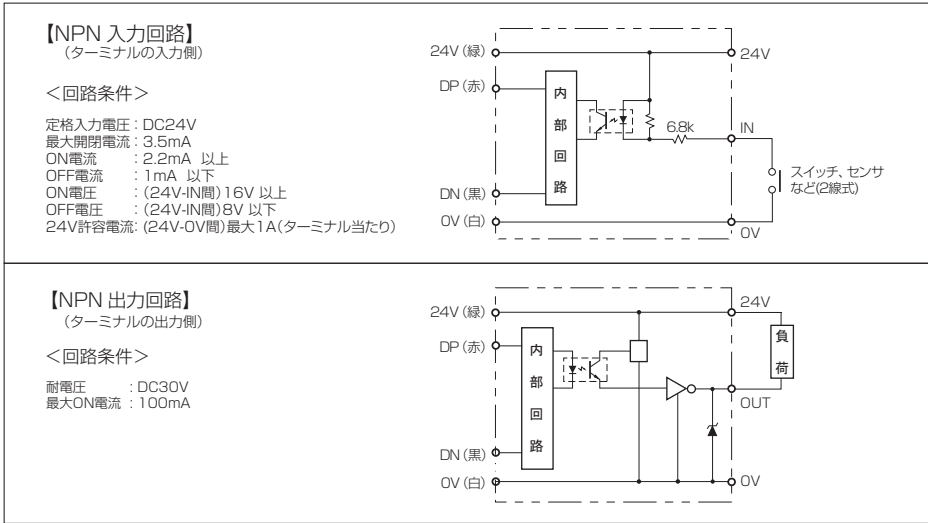 【NPN 入力回路】
(ターミナルの入力側)
<回路条件>
定格入力電圧:DC24V
最大開閉電流:3.5mA
ON電流 :2.2mA 以上
OFF電流 :1mA 以下
ON電圧 :(24V-IN間)16V 以上
OFF電圧 :(24V-IN間)8V 以下
24V許容電流:(24V-0V間)最大1A(ターミナル当たり)
24V(緑)
24V
DP(赤)
内部回路
6.8k
IN
スイッチ、センサ
など(2線式)
DN(黒)
0V(白)
0V
【NPN 出力回路】
(ターミナルの出力側)
<回路条件>
耐電圧 :DC30V
最大ON電流 :100mA
24V(緑)
24V
DP(赤)
内部回路
負荷
OUT
DN(黒)
0V(白)
0V